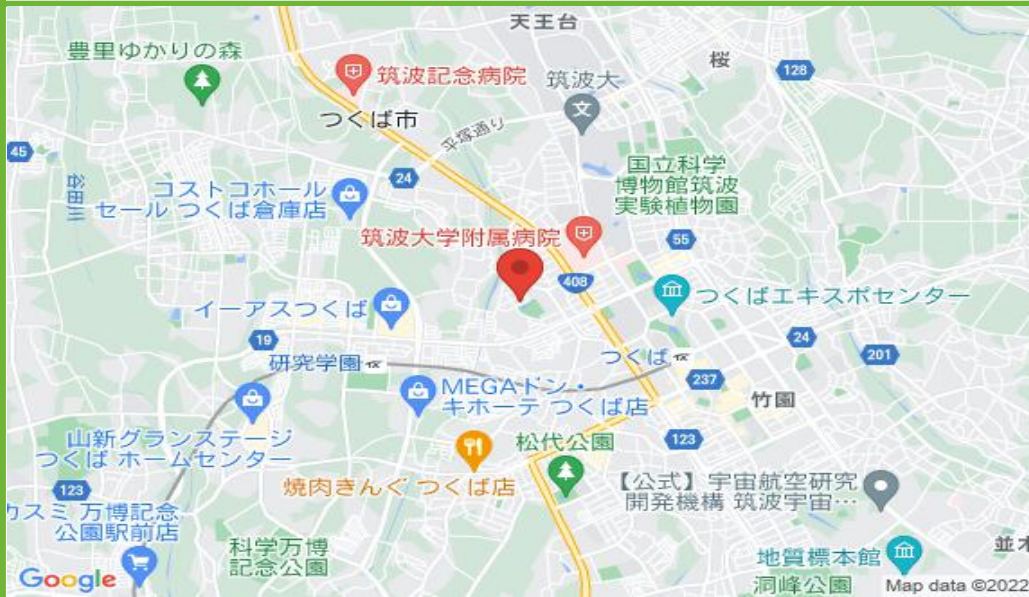 天王台
豊里ゆかりの森
桜
筑波記念病院
筑波大
128
つくば市
平塚通り
45
国立科学
博物館筑波
実験植物園
谷田川
24
コストコホール
セール つくば倉庫店
筑波大学附属病院
55
408
つくばエキスポセンター
イーアスつくば
19
24
研究学園
つくば
201
MEGAドン・
キホーテ つくば店
237
竹園
山新グランステージ
つくば ホームセンター
松代公園
123
焼肉きんぐ つくば店
【公式】宇宙航空研究
開発機構 筑波宇宙…
123
カスミ 万博記念
公園駅前店
科学万博
記念公園
並木
地質標本館
洞峰公園
Google
Map data ©2022